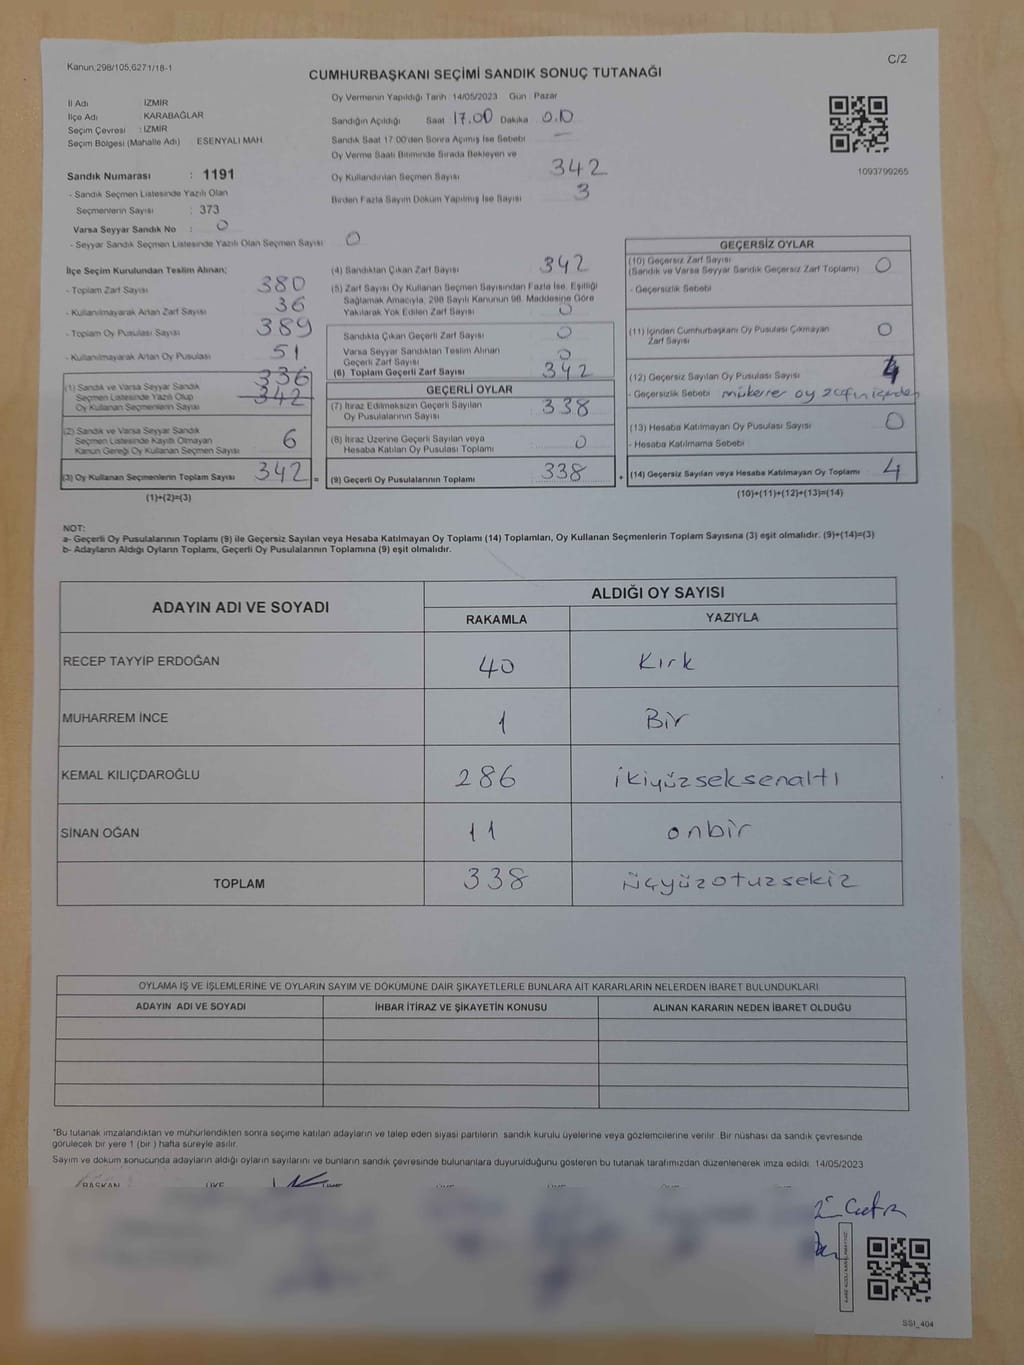 Kanun,298/105,6271/18-1
C/2
CUMHURBAŞKANI SEÇİMİ SANDIK SONUÇ TUTANAĞI
İl Adı İZMİR
İlçe Adı : KARABAĞLAR
Seçim Çevresi : İZMİR
Seçim Bölgesi (Mahalle Adı) ESENYALI MAH
Sandık Numarası : 1191
- Sandık Seçmen Listesinde Yazılı Olan
Seçmenlerin Sayısı : 373
Varsa Seyyar Sandık No : 0
- Seyyar Sandık Seçmen Listesinde Yazılı Olan Seçmen Sayısı 0
Oy Vermenin Yapıldığı Tarih :14/05/2023 Gün : Pazar
Sandığın Açıldığı Saat 17.00 Dakika 0.10
Sandık Saat 17:00'den Sonra Açımış İse Sebebi —
Oy Verme Saati Bitiminde Sırada Bekleyen ve
Oy Kullandırılan Seçmen Sayısı 342
Birden Fazla Sayım Döküm Yapılmış İse Sayısı 3
1093799265
İlçe Seçim Kurulundan Teslim Alınan;
- Toplam Zarf Sayısı 380
- Kullanılmayarak Artan Zarf Sayısı 36
- Toplam Oy Pusulası Sayısı 389
- Kullanılmayarak Artan Oy Pusulası 51
(1) Sandık ve Varsa Seyyar Sandık 336
Seçmen Listesinde Yazılı Olup 342
Oy Kullanan Seçmenlerin Sayısı
(2) Sandık ve Varsa Seyyar Sandık
Seçmen Listesinde Kayıtlı Olmayan 6
Kanun Gereği Oy Kullanan Seçmen Sayısı
(3) Oy Kullanan Seçmenlerin Toplam Sayısı 342 =
(1)+(2)=(3)
(4) Sandıktan Çıkan Zarf Sayısı 342
(5) Zarf Sayısı Oy Kullanan Seçmen Sayısından Fazla İse, Eşitliği
Sağlamak Amacıyla, 298 Sayılı Kanunun 98. Maddesine Göre
Yakılarak Yok Edilen Zarf Sayısı 0
Sandıkta Çıkan Geçerli Zarf Sayısı 0
Varsa Seyyar Sandıktan Teslim Alınan
Geçerli Zarf Sayısı 0
(6) Toplam Geçerli Zarf Sayısı 342
GEÇERLİ OYLAR
(7) İtiraz Edilmeksizin Geçerli Sayılan
Oy Pusulalarının Sayısı 338
(8) İtiraz Üzerine Geçerli Sayılan veya
Hesaba Katılan Oy Pusulası Toplamı 0
(9) Geçerli Oy Pusulalarının Toplamı 338 +
GEÇERSİZ OYLAR
(10) Geçersiz Zarf Sayısı
(Sandık ve Varsa Seyyar Sandık Geçersiz Zarf Toplamı) 0
- Geçersizlik Sebebi
(11) İçinden Cumhurbaşkanı Oy Pusulası Çıkmayan
Zarf Sayısı 0
(12) Geçersiz Sayılan Oy Pusulası Sayısı 4
- Geçersizlik Sebebi mükerrer oy zarfın içinden
(13) Hesaba Katılmayan Oy Pusulası Sayısı 0
- Hesaba Katılmama Sebebi
(14) Geçersiz Sayılan veya Hesaba Katılmayan Oy Toplamı 4
(10)+(11)+(12)+(13)=(14)
NOT:
a- Geçerli Oy Pusulalarının Toplamı (9) ile Geçersiz Sayılan veya Hesaba Katılmayan Oy Toplamı (14) Toplamları, Oy Kullanan Seçmenlerin Toplam Sayısına (3) eşit olmalıdır. (9)+(14)=(3)
b- Adayların Aldığı Oyların Toplamı, Geçerli Oy Pusulalarının Toplamına (9) eşit olmalıdır.
ADAYIN ADI VE SOYADI ALDIĞI OY SAYISI
RAKAMLA YAZIYLA
RECEP TAYYİP ERDOĞAN 40 Kırk
MUHARREM İNCE 1 Bir
KEMAL KILIÇDAROĞLU 286 ikiyüzseksenaltı
SİNAN OĞAN 11 onbir
TOPLAM 338 üçyüzotuzsekiz
OYLAMA İŞ VE İŞLEMLERİNE VE OYLARIN SAYIM VE DÖKÜMÜNE DAİR ŞİKAYETLERLE BUNLARA AİT KARARLARIN NELERDEN İBARET BULUNDUKLARI
ADAYIN ADI VE SOYADI İHBAR İTİRAZ VE ŞİKAYETİN KONUSU ALINAN KARARIN NEDEN İBARET OLDUĞU
*Bu tutanak imzalandıktan ve mühürlendikten sonra seçime katılan adayların ve talep eden siyasi partilerin sandık kurulu üyelerine veya gözlemcilerine verilir. Bir nüshası da sandık çevresinde
görülecek bir yere 1 (bir ) hafta süreyle asılır.
Sayım ve döküm sonucunda adayların aldığı oyların sayılarını ve bunların sandık çevresinde bulunanlara duyurulduğunu gösteren bu tutanak tarafımızdan düzenlenerek imza edildi. 14/05/2023
BAŞKAN
SSI_404